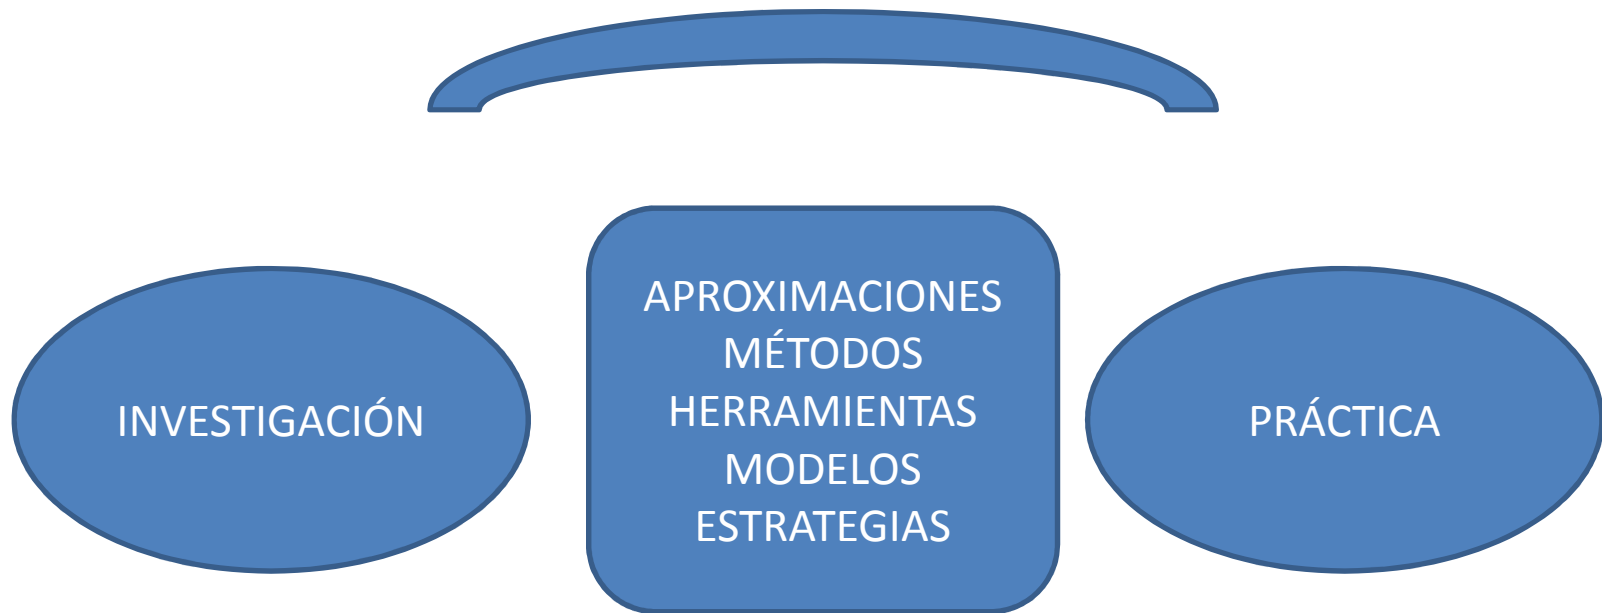 INVESTIGACIÓN
APROXIMACIONES
MÉTODOS
HERRAMIENTAS
MODELOS
ESTRATEGIAS
PRÁCTICA